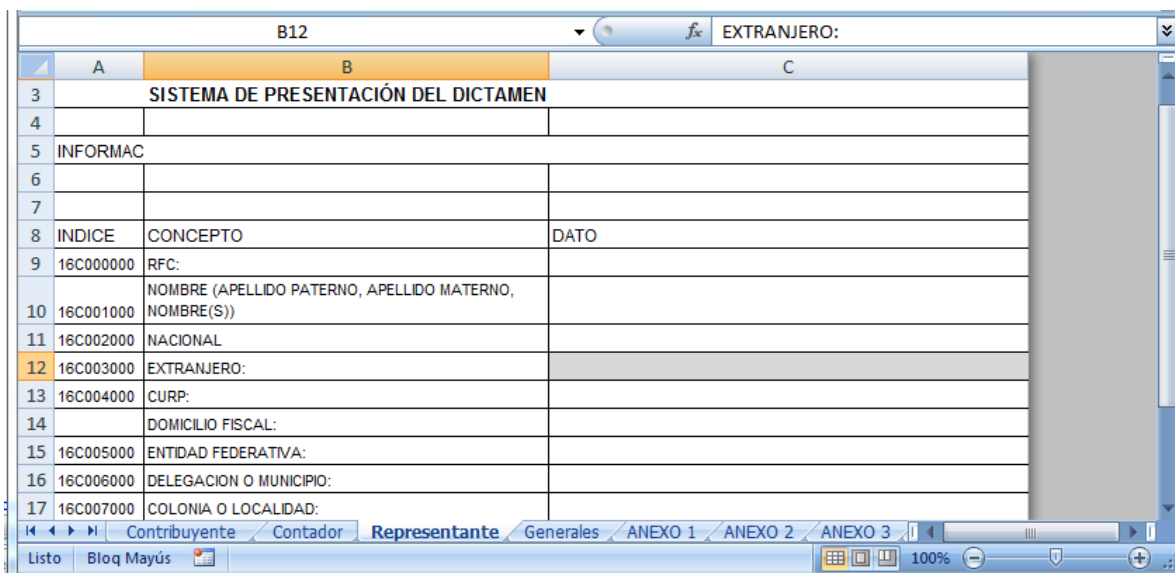 B12 fx EXTRANJERO:
A B C
3 SISTEMA DE PRESENTACIÓN DEL DICTAMEN
4
5 INFORMAC
6
7
8 INDICE CONCEPTO DATO
9 16C000000 RFC:
NOMBRE (APELLIDO PATERNO, APELLIDO MATERNO,
10 16C001000 NOMBRE(S))
11 16C002000 NACIONAL
12 16C003000 EXTRANJERO:
13 16C004000 CURP:
14 DOMICILIO FISCAL:
15 16C005000 ENTIDAD FEDERATIVA:
16 16C006000 DELEGACION O MUNICIPIO:
17 16C007000 COLONIA O LOCALIDAD:
Contribuyente Contador Representante Generales ANEXO 1 ANEXO 2 ANEXO 3
Listo Bloq Mayús 100%